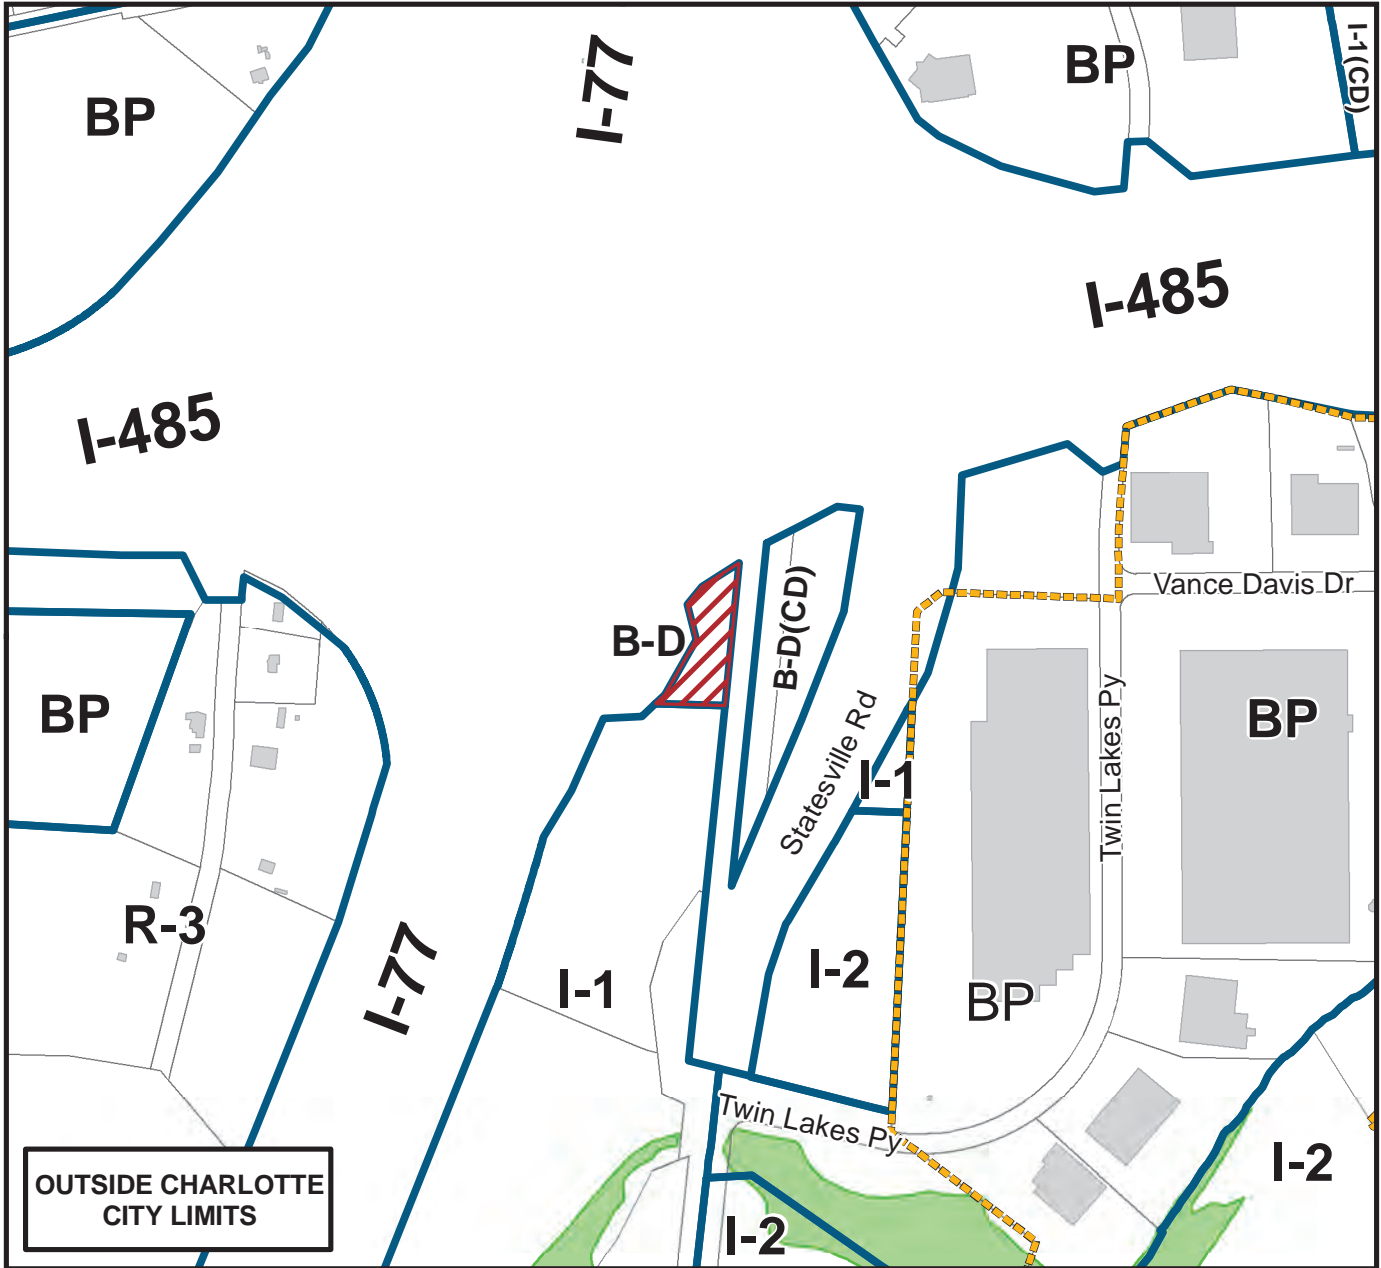 I-77
BP
BP
I-1(CD)
I-485
I-485
Vance Davis Dr
B-D
B-D(CD)
BP
Statesville Rd
Twin Lakes Py
BP
I-1
R-3
I-77
I-1
I-2
BP
Twin Lakes Py
OUTSIDE CHARLOTTE
CITY LIMITS
I-2
I-2